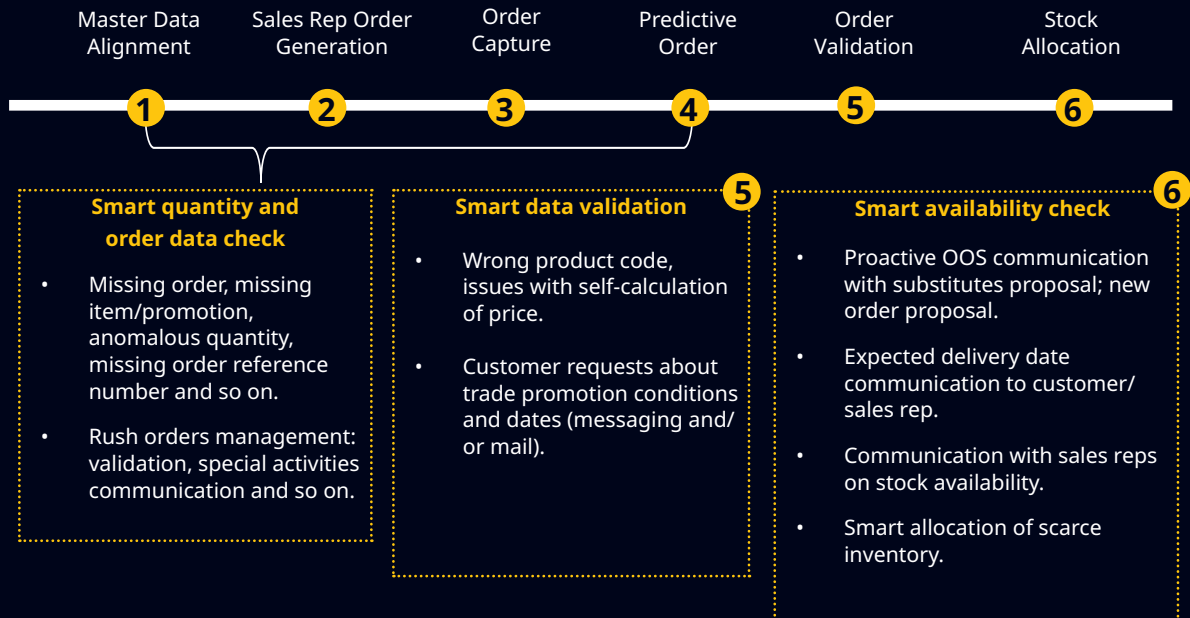 Master Data
Alignment
Sales Rep Order
Generation
Order
Capture
Predictive
Order
Order
Validation
Stock
Allocation
1
2
3
4
5
6
Smart quantity and
order data check
• Missing order, missing
item/promotion,
anomalous quantity,
missing order reference
number and so on.
• Rush orders management:
validation, special activities
communication and so on.
5
Smart data validation
• Wrong product code,
issues with self-calculation
of price.
• Customer requests about
trade promotion conditions
and dates (messaging and/
or mail).
6
Smart availability check
• Proactive OOS communication
with substitutes proposal; new
order proposal.
• Expected delivery date
communication to customer/
sales rep.
• Communication with sales reps
on stock availability.
• Smart allocation of scarce
inventory.